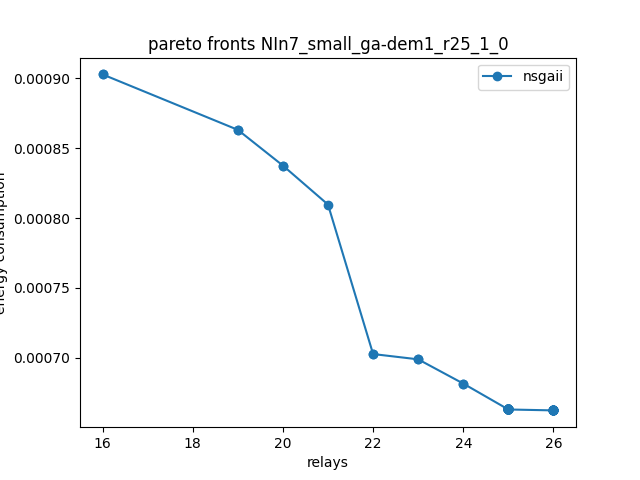 pareto fronts NIn7_small_ga-dem1_r25_1_0
nsgaii
0.00090
0.00085
0.00080
0.00075
0.00070
energy consumption
16 18 20 22 24 26
relays